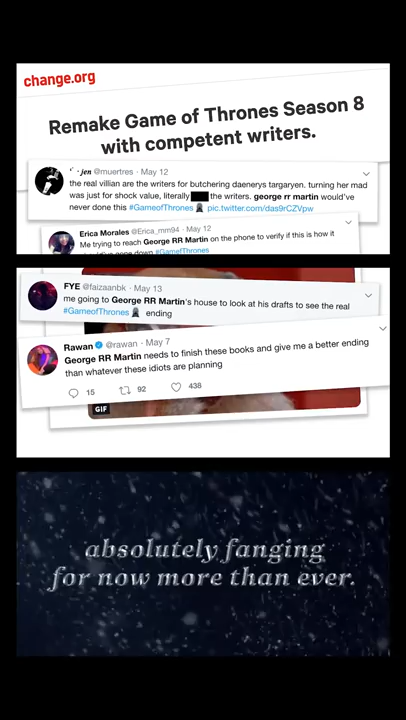 change.org
Remake Game of Thrones Season 8
with competent writers.
jen @muertres · May 12
the real villian are the writers for butchering daenerys targaryen. turning her mad
was just for shock value, literally the writers. george rr martin would've
never done this #GameofThrones pic.twitter.com/das9rCZVpw
Erica Morales @Erica_mm94 · May 12
Me trying to reach George RR Martin on the phone to verify if this is how it
gone down #GameofThrones
FYE @faizaanbk · May 13
me going to George RR Martin's house to look at his drafts to see the real
#GameofThrones ending
Rawan @rawan · May 7
George RR Martin needs to finish these books and give me a better ending
than whatever these idiots are planning
15 92 438
GIF
absolutely fanging
for now more than ever.